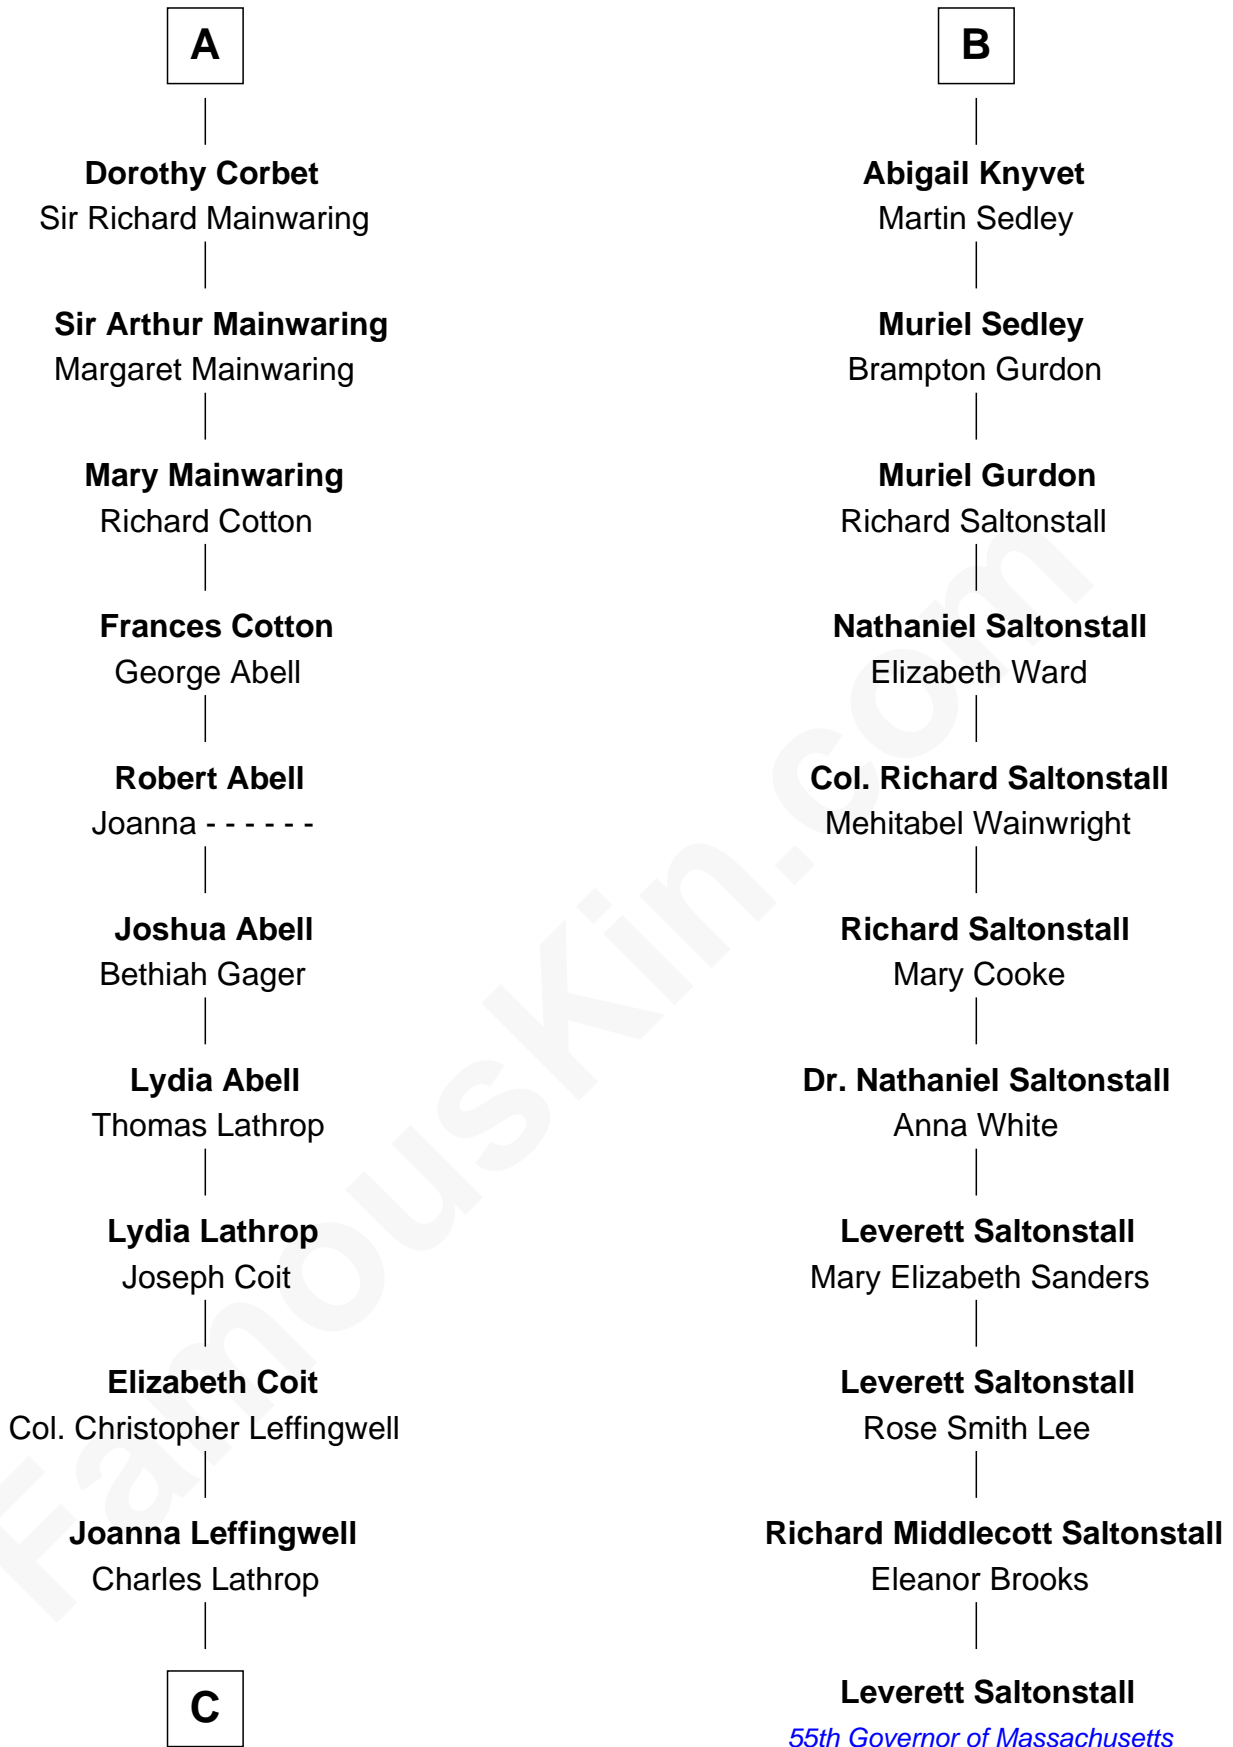 A
Dorothy Corbet
Sir Richard Mainwaring
Sir Arthur Mainwaring
Margaret Mainwaring
Mary Mainwaring
Richard Cotton
Frances Cotton
George Abell
Robert Abell
Joanna - - - - - -
Joshua Abell
Bethiah Gager
Lydia Abell
Thomas Lathrop
Lydia Lathrop
Joseph Coit
Elizabeth Coit
Col. Christopher Leffingwell
Joanna Leffingwell
Charles Lathrop
C
B
Abigail Knyvet
Martin Sedley
Muriel Sedley
Brampton Gurdon
Muriel Gurdon
Richard Saltonstall
Nathaniel Saltonstall
Elizabeth Ward
Col. Richard Saltonstall
Mehitabel Wainwright
Richard Saltonstall
Mary Cooke
Dr. Nathaniel Saltonstall
Anna White
Leverett Saltonstall
Mary Elizabeth Sanders
Leverett Saltonstall
Rose Smith Lee
Richard Middlecott Saltonstall
Eleanor Brooks
Leverett Saltonstall
55th Governor of Massachusetts
FamousKin.com